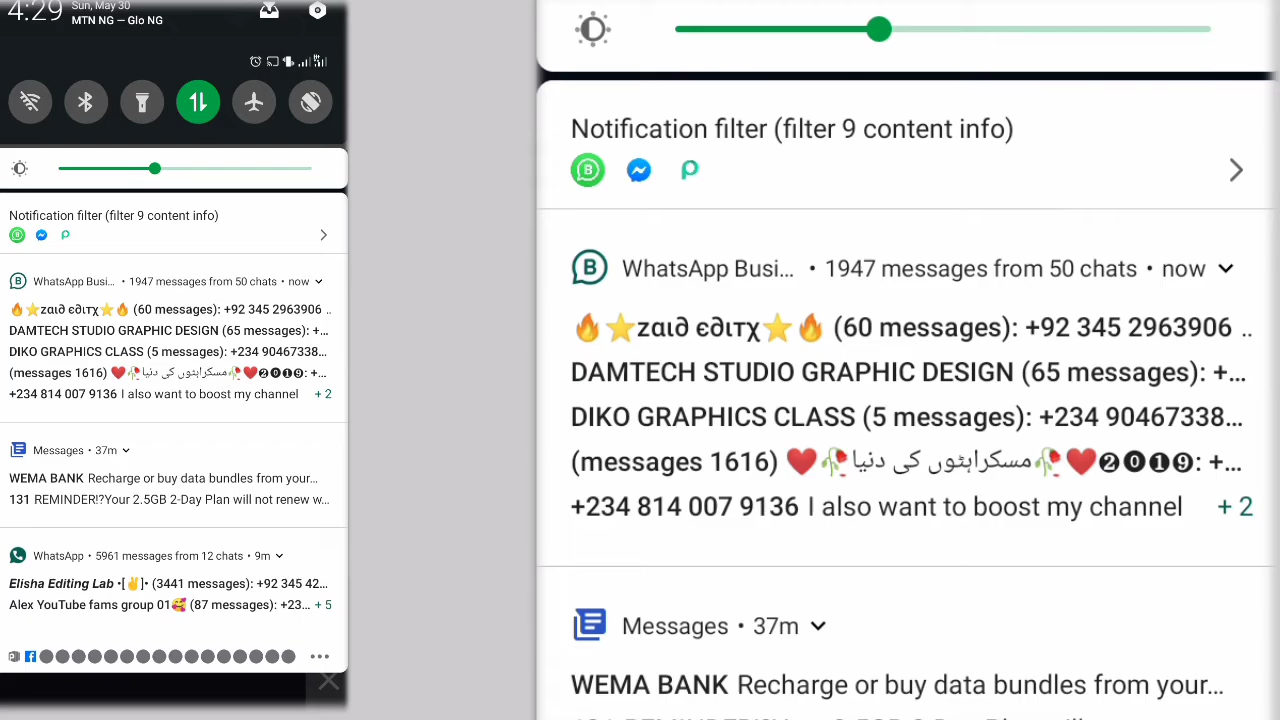 4:29
Sun, May 30
MTN NG — Glo NG
Notification filter (filter 9 content info)
WhatsApp Busi... • 1947 messages from 50 chats • now
🔥⭐zαι∂ є∂ιтχ⭐🔥 (60 messages): +92 345 2963906 ..
DAMTECH STUDIO GRAPHIC DESIGN (65 messages): +...
DIKO GRAPHICS CLASS (5 messages): +234 90467338...
(messages 1616) ❤️🥀مسکراہٹوں کی دنیا🥀❤️❷⓿❶❾: +...
+234 814 007 9136 I also want to boost my channel + 2
Messages • 37m
WEMA BANK Recharge or buy data bundles from your...
131 REMINDER!?Your 2.5GB 2-Day Plan will not renew w...
WhatsApp • 5961 messages from 12 chats • 9m
Elisha Editing Lab •[✌️]• (3441 messages): +92 345 42...
Alex YouTube fams group 01🥰 (87 messages): +23... + 5
Notification filter (filter 9 content info)
WhatsApp Busi... • 1947 messages from 50 chats • now
🔥⭐zαι∂ є∂ιтχ⭐🔥 (60 messages): +92 345 2963906 ..
DAMTECH STUDIO GRAPHIC DESIGN (65 messages): +...
DIKO GRAPHICS CLASS (5 messages): +234 90467338...
(messages 1616) ❤️🥀مسکراہٹوں کی دنیا🥀❤️❷⓿❶❾: +...
+234 814 007 9136 I also want to boost my channel + 2
Messages • 37m
WEMA BANK Recharge or buy data bundles from your...